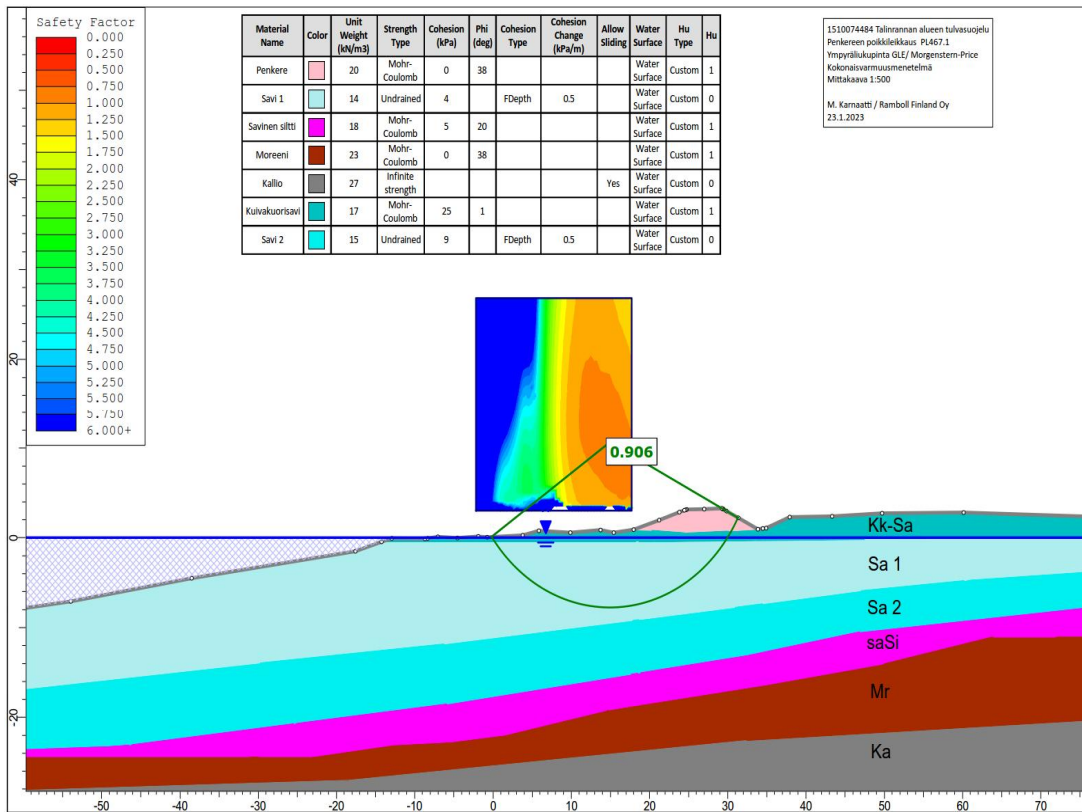 Safety Factor
0.000
0.250
0.500
0.750
1.000
1.250
1.500
1.750
2.000
2.250
2.500
2.750
3.000
3.250
3.500
3.750
4.000
4.250
4.500
4.750
5.000
5.250
5.500
5.750
6.000+
Material Name Color Unit Weight (kN/m3) Strength Type Cohesion (kPa) Phi (deg) Cohesion Type Cohesion Change (kPa/m) Allow Sliding Water Surface Hu Type Hu
Penkere 20 Mohr-Coulomb 0 38 Water Surface Custom 1
Savi 1 14 Undrained 4 FDepth 0.5 Water Surface Custom 0
Savinen siltti 18 Mohr-Coulomb 5 20 Water Surface Custom 1
Moreeni 23 Mohr-Coulomb 0 38 Water Surface Custom 1
Kallio 27 Infinite strength Yes Water Surface Custom 0
Kuivakuorisavi 17 Mohr-Coulomb 25 1 Water Surface Custom 1
Savi 2 15 Undrained 9 FDepth 0.5 Water Surface Custom 0
1510074484 Talinrannan alueen tulvasuojelu
Penkereen poikkileikkaus PL467.1
Ympyräliukupinta GLE/ Morgenstern-Price
Kokonaisvarmuusmenetelmä
Mittakaava 1:500
M. Karnaatti / Ramboll Finland Oy
23.1.2023
40
20
0
-20
0.906
Kk-Sa
Sa 1
Sa 2
saSi
Mr
Ka
-50 -40 -30 -20 -10 0 10 20 30 40 50 60 70